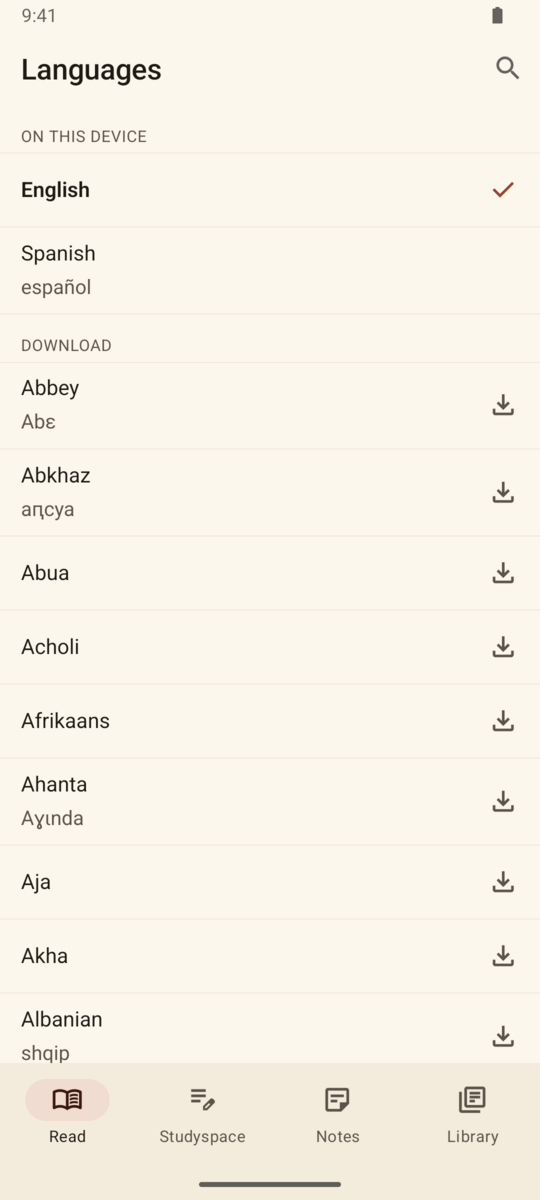 9:41
Languages
ON THIS DEVICE
English
Spanish
español
DOWNLOAD
Abbey
Abɛ
Abkhaz
аԥсуа
Abua
Acholi
Afrikaans
Ahanta
Aɣɩnda
Aja
Akha
Albanian
shqip
Read
Studyspace
Notes
Library